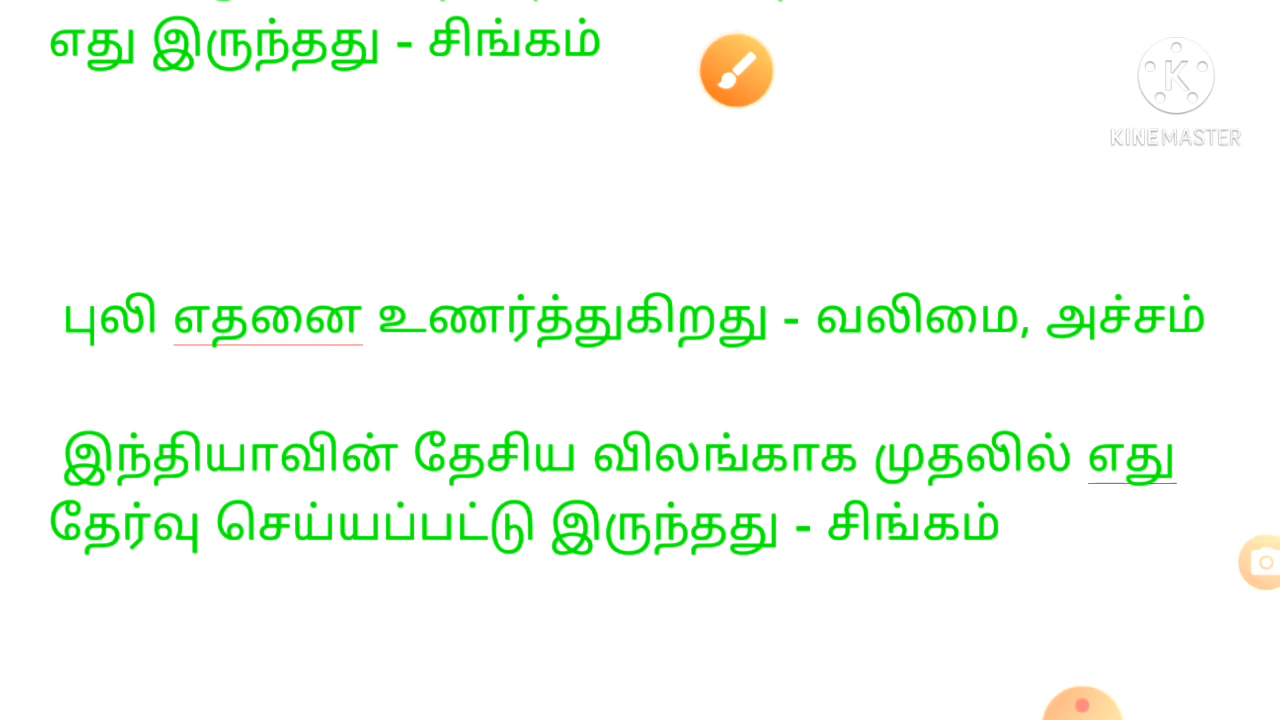 எது இருந்தது - சிங்கம்
KINEMASTER
புலி எதனை உணர்த்துகிறது - வலிமை, அச்சம்
இந்தியாவின் தேசிய விலங்காக முதலில் எது
தேர்வு செய்யப்பட்டு இருந்தது - சிங்கம்